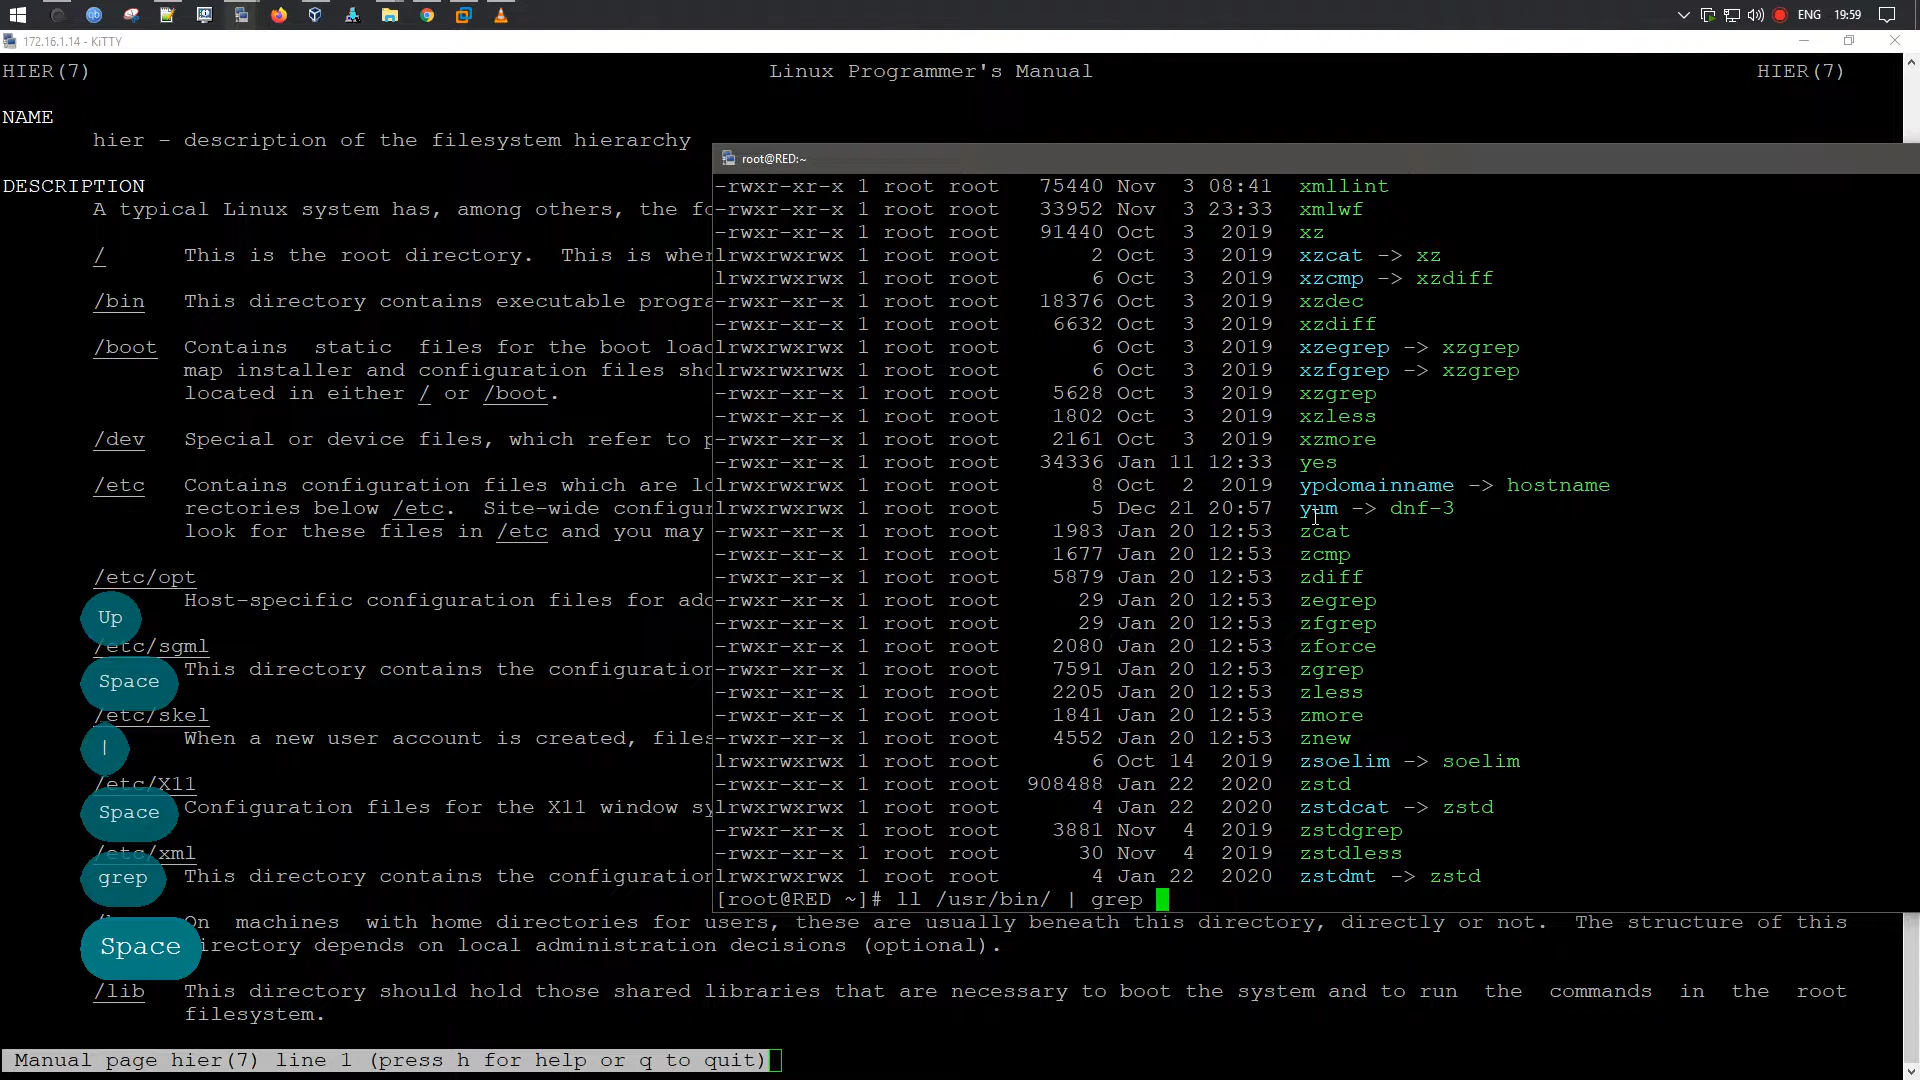 ENG 19:59
172.16.1.14 - KiTTY
HIER(7) Linux Programmer's Manual HIER(7)
NAME
hier - description of the filesystem hierarchy
DESCRIPTION
A typical Linux system has, among others, the fo
/ This is the root directory. This is wher
/bin This directory contains executable progra
/boot Contains static files for the boot load
map installer and configuration files sho
located in either / or /boot.
/dev Special or device files, which refer to p
/etc Contains configuration files which are lo
rectories below /etc. Site-wide configur
look for these files in /etc and you may
/etc/opt
Host-specific configuration files for add
/etc/sgml
This directory contains the configuration
/etc/skel
When a new user account is created, files
/etc/X11
Configuration files for the X11 window sy
/etc/xml
This directory contains the configuration
On machines with home directories for users, these are usually beneath this directory, directly or not. The structure of this
directory depends on local administration decisions (optional).
/lib This directory should hold those shared libraries that are necessary to boot the system and to run the commands in the root
filesystem.
Manual page hier(7) line 1 (press h for help or q to quit)
Up
Space
|
Space
grep
Space
root@RED:~
-rwxr-xr-x 1 root root 75440 Nov 3 08:41 xmllint
-rwxr-xr-x 1 root root 33952 Nov 3 23:33 xmlwf
-rwxr-xr-x 1 root root 91440 Oct 3 2019 xz
lrwxrwxrwx 1 root root 2 Oct 3 2019 xzcat -> xz
lrwxrwxrwx 1 root root 6 Oct 3 2019 xzcmp -> xzdiff
-rwxr-xr-x 1 root root 18376 Oct 3 2019 xzdec
-rwxr-xr-x 1 root root 6632 Oct 3 2019 xzdiff
lrwxrwxrwx 1 root root 6 Oct 3 2019 xzegrep -> xzgrep
lrwxrwxrwx 1 root root 6 Oct 3 2019 xzfgrep -> xzgrep
-rwxr-xr-x 1 root root 5628 Oct 3 2019 xzgrep
-rwxr-xr-x 1 root root 1802 Oct 3 2019 xzless
-rwxr-xr-x 1 root root 2161 Oct 3 2019 xzmore
-rwxr-xr-x 1 root root 34336 Jan 11 12:33 yes
lrwxrwxrwx 1 root root 8 Oct 2 2019 ypdomainname -> hostname
lrwxrwxrwx 1 root root 5 Dec 21 20:57 yum -> dnf-3
-rwxr-xr-x 1 root root 1983 Jan 20 12:53 zcat
-rwxr-xr-x 1 root root 1677 Jan 20 12:53 zcmp
-rwxr-xr-x 1 root root 5879 Jan 20 12:53 zdiff
-rwxr-xr-x 1 root root 29 Jan 20 12:53 zegrep
-rwxr-xr-x 1 root root 29 Jan 20 12:53 zfgrep
-rwxr-xr-x 1 root root 2080 Jan 20 12:53 zforce
-rwxr-xr-x 1 root root 7591 Jan 20 12:53 zgrep
-rwxr-xr-x 1 root root 2205 Jan 20 12:53 zless
-rwxr-xr-x 1 root root 1841 Jan 20 12:53 zmore
-rwxr-xr-x 1 root root 4552 Jan 20 12:53 znew
lrwxrwxrwx 1 root root 6 Oct 14 2019 zsoelim -> soelim
-rwxr-xr-x 1 root root 908488 Jan 22 2020 zstd
lrwxrwxrwx 1 root root 4 Jan 22 2020 zstdcat -> zstd
-rwxr-xr-x 1 root root 3881 Nov 4 2019 zstdgrep
-rwxr-xr-x 1 root root 30 Nov 4 2019 zstdless
lrwxrwxrwx 1 root root 4 Jan 22 2020 zstdmt -> zstd
[root@RED ~]# ll /usr/bin/ | grep